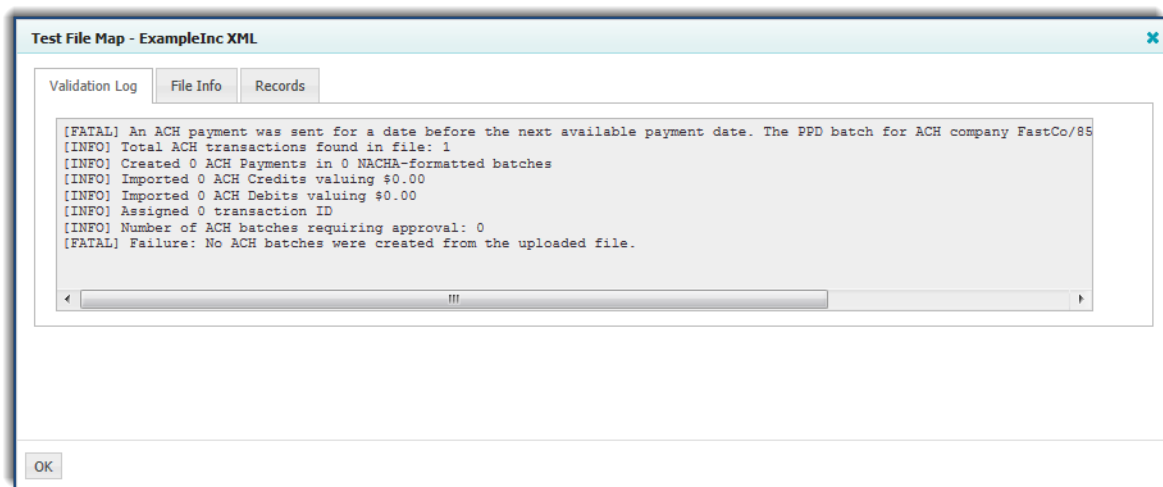 Test File Map - ExampleInc XML
Validation Log
File Info
Records
[FATAL] An ACH payment was sent for a date before the next available payment date. The PPD batch for ACH company FastCo/85
[INFO] Total ACH transactions found in file: 1
[INFO] Created 0 ACH Payments in 0 NACHA-formatted batches
[INFO] Imported 0 ACH Credits valuing $0.00
[INFO] Imported 0 ACH Debits valuing $0.00
[INFO] Assigned 0 transaction ID
[INFO] Number of ACH batches requiring approval: 0
[FATAL] Failure: No ACH batches were created from the uploaded file.
OK